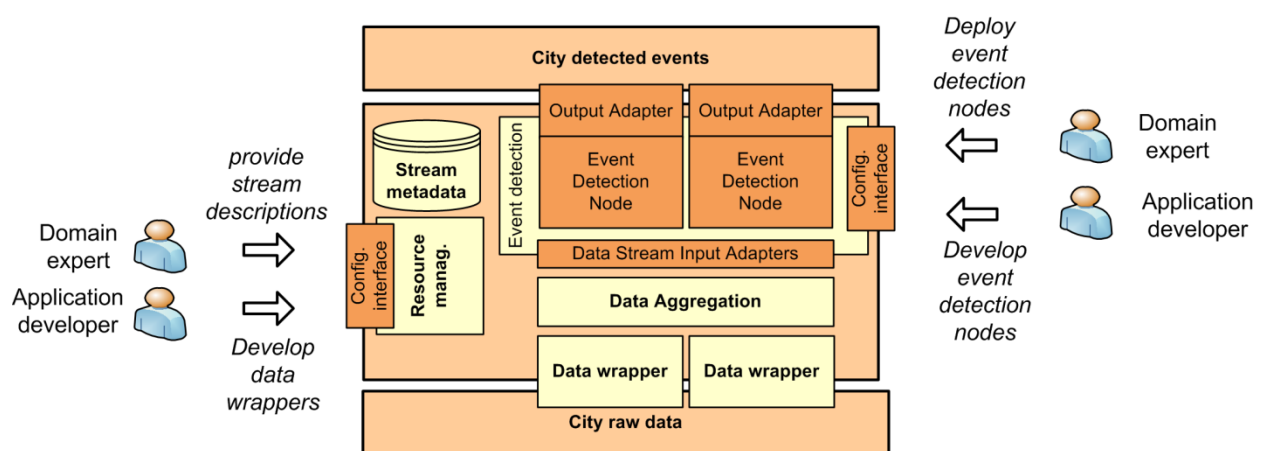 City detected events
Deploy
event
detection
nodes
Output Adapter
Output Adapter
Domain
expert
provide
stream
descriptions
Stream
metadata
Event detection
Event
Detection
Node
Event
Detection
Node
Config.
interface
Application
developer
Domain
expert
Application
developer
Config.
interface
Resource
manag.
Data Stream Input Adapters
Develop
event
detection
nodes
Data Aggregation
Develop
data
wrappers
Data wrapper
Data wrapper
City raw data